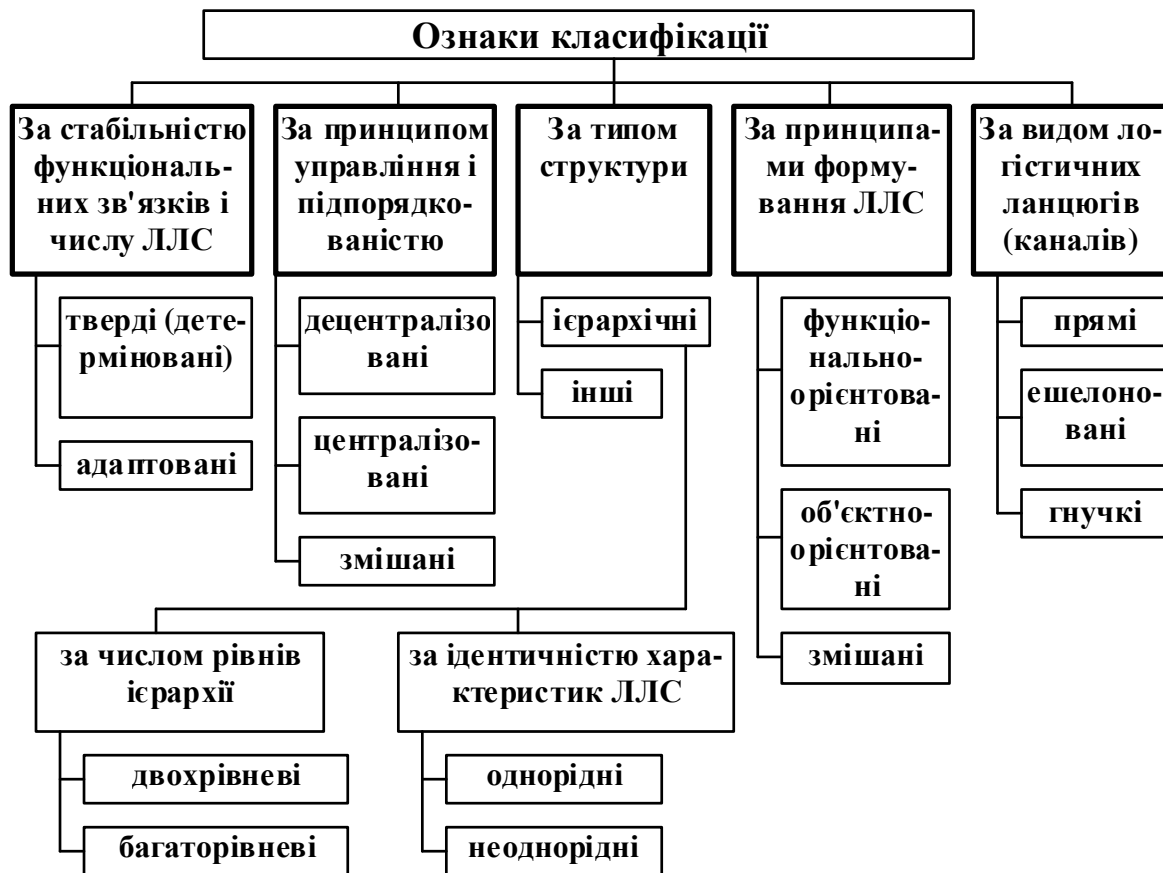 Ознаки класифікації
За стабільністю
функціональ-
них зв'язків і
числу ЛЛС
тверді (дете-
рміновані)
адаптовані
За принципом
управління і
підпорядко-
ваністю
децентралізо
вані
централізо-
вані
змішані
За типом
структури
ієрархічні
інші
за числом рівнів
ієрархії
двохрівневі
багаторівневі
за ідентичністю хара-
ктеристик ЛЛС
однорідні
неоднорідні
За принципа-
ми форму-
вання ЛЛС
функціо-
нально-
орієнтова-
ні
об'єктно-
орієнтова-
ні
змішані
За видом ло-
гістичних
ланцюгів
(каналів)
прямі
ешелоно-
вані
гнучкі